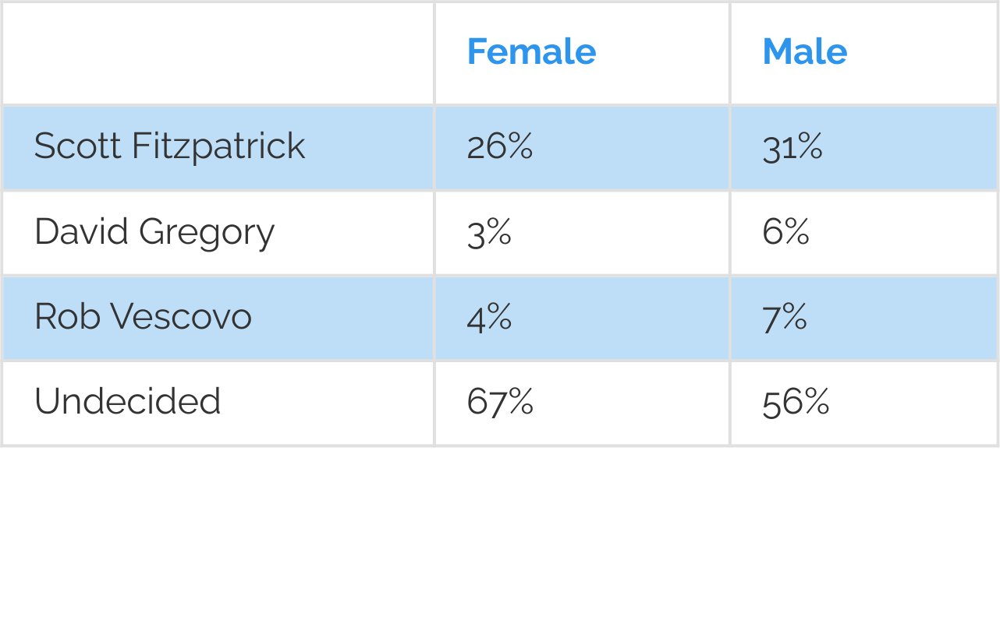 Female Male
Scott Fitzpatrick 26% 31%
David Gregory 3% 6%
Rob Vescovo 4% 7%
Undecided 67% 56%